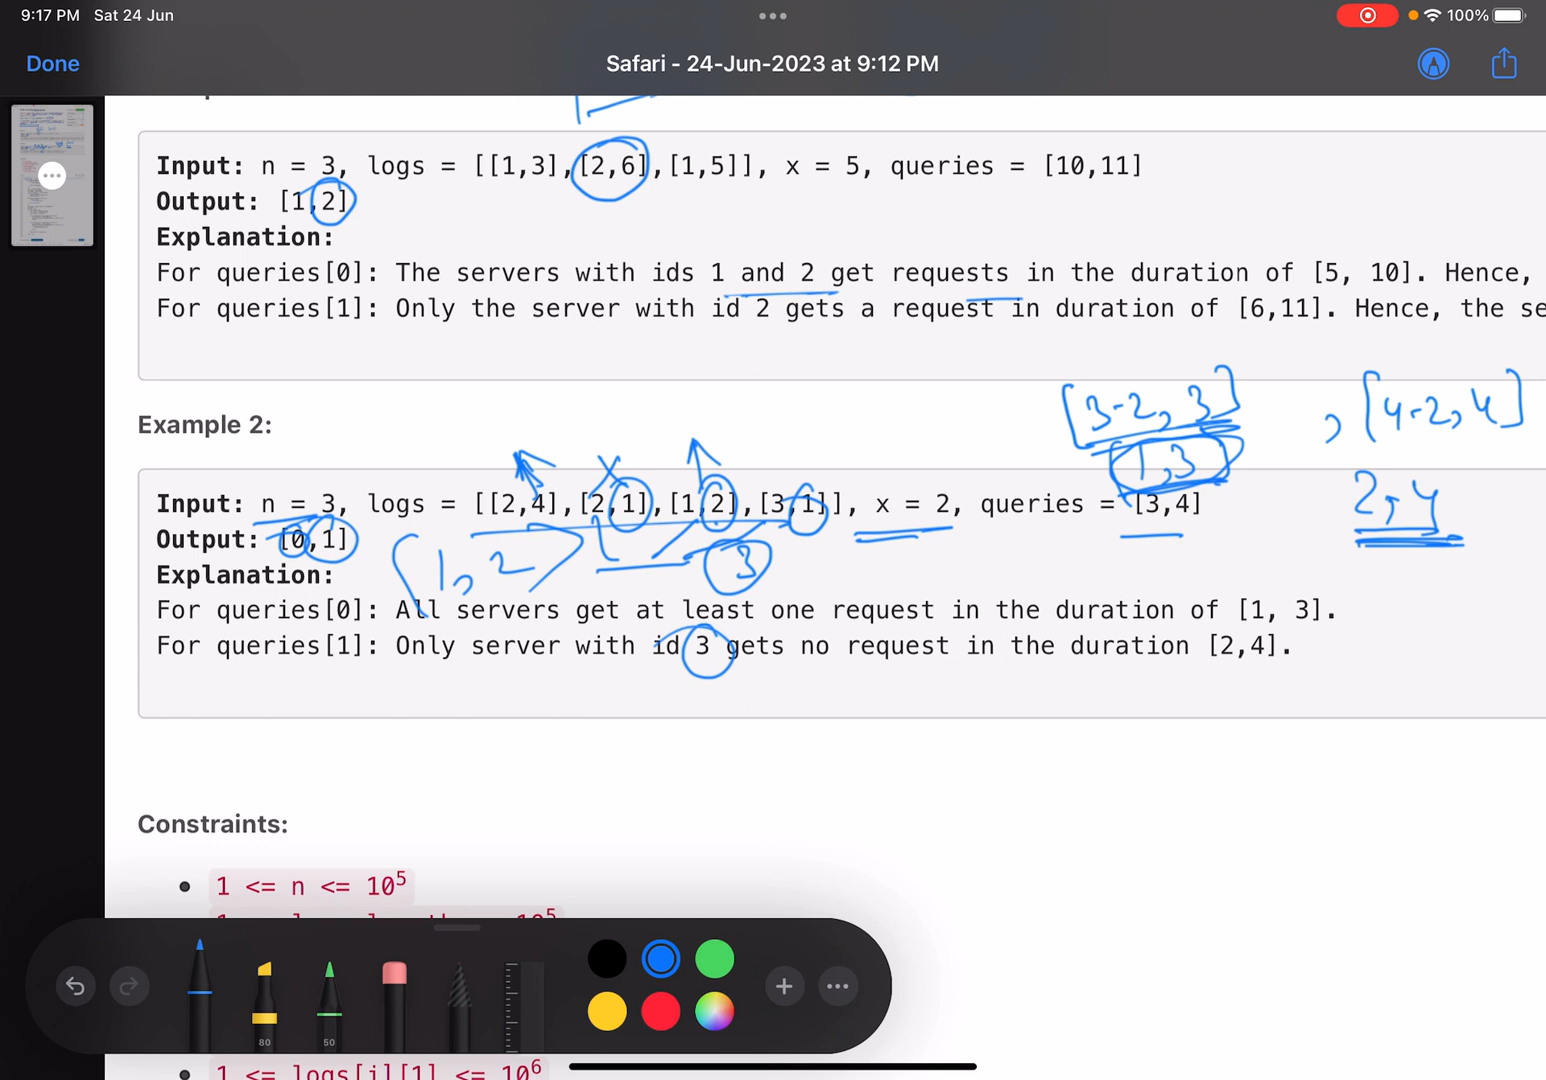 9:17 PM Sat 24 Jun
100%
Done
Safari - 24-Jun-2023 at 9:12 PM
Input: n = 3, logs = [[1,3],[2,6],[1,5]], x = 5, queries = [10,11]
Output: [1,2]
Explanation:
For queries[0]: The servers with ids 1 and 2 get requests in the duration of [5, 10]. Hence,
For queries[1]: Only the server with id 2 gets a request in duration of [6,11]. Hence, the se
[3-2, 3] , [4-2, 4]
Example 2:
1,3
Input: n = 3, logs = [[2,4],[2,1],[1,2],[3,1]], x = 2, queries = [3,4]
2,4
Output: [0,1]
1,2 3
Explanation:
For queries[0]: All servers get at least one request in the duration of [1, 3].
For queries[1]: Only server with id 3 gets no request in the duration [2,4].
Constraints:
1 <= n <= 10⁵
80 50
1 <= logs[i][1] <= 10⁶